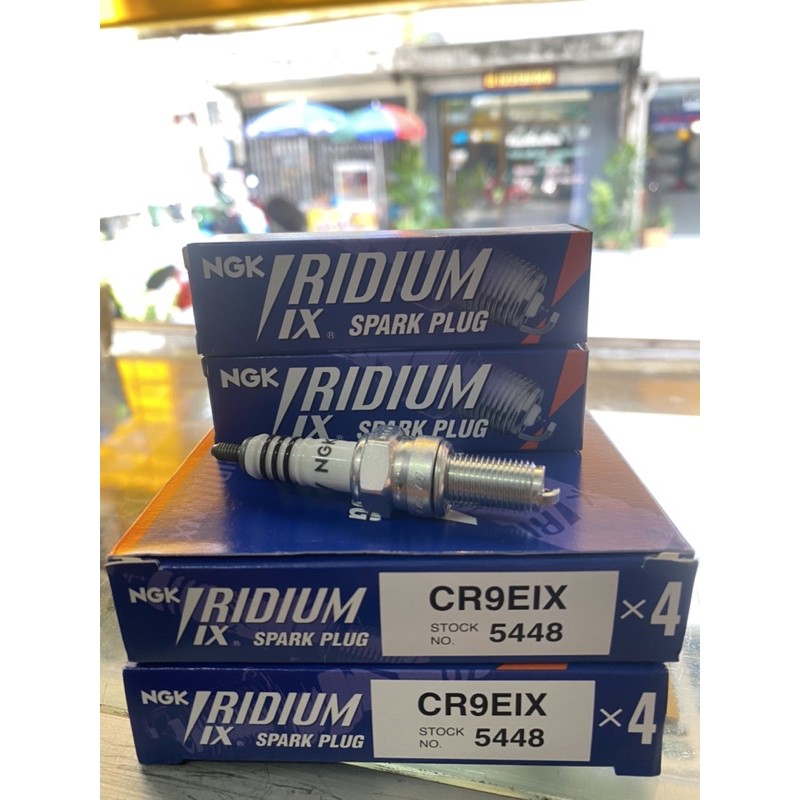 NGK IRIDIUM
IX® SPARK PLUG
NGK IRIDIUM
IX® SPARK PLUG
NGK
NGK IRIDIUM
IX® SPARK PLUG
CR9EIX
STOCK NO. 5448
×4
NGK IRIDIUM
IX® SPARK PLUG
CR9EIX
STOCK NO. 5448
×4